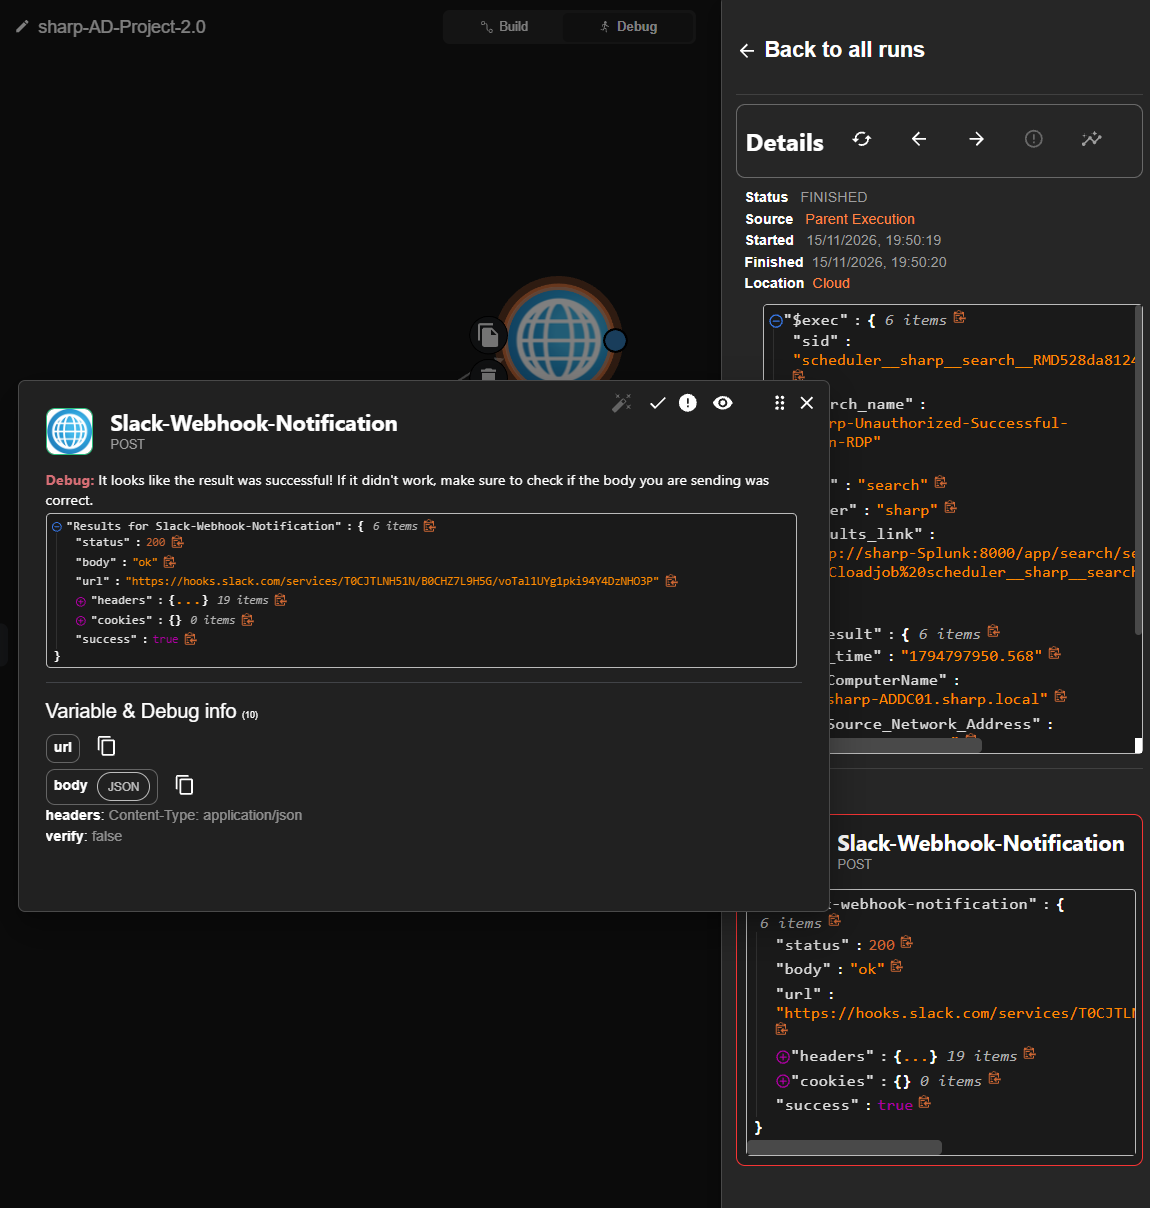 sharp-AD-Project-2.0
Build
Debug
Back to all runs
Details
Status FINISHED
Source Parent Execution
Started 15/11/2026, 19:50:19
Finished 15/11/2026, 19:50:20
Location Cloud
"$exec" : { 6 items
"sid" :
"scheduler__sharp__search__RMD528da8124
rch_name" :
rp-Unauthorized-Successful-
n-RDP"
" : "search"
er" : "sharp"
ults_link" :
p://sharp-Splunk:8000/app/search/se
Cloadjob%20scheduler__sharp__search
esult" : { 6 items
_time" : "1794797950.568"
ComputerName" :
sharp-ADDC01.sharp.local"
Source_Network_Address" :
Slack-Webhook-Notification
POST
Debug: It looks like the result was successful! If it didn't work, make sure to check if the body you are sending was
correct.
"Results for Slack-Webhook-Notification" : { 6 items
"status" : 200
"body" : "ok"
"url" : "https://hooks.slack.com/services/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"
"headers" : {...} 19 items
"cookies" : {} 0 items
"success" : true
}
Variable & Debug info (10)
url
body JSON
headers: Content-Type: application/json
verify: false
Slack-Webhook-Notification
POST
-webhook-notification" : {
6 items
"status" : 200
"body" : "ok"
"url" :
"https://hooks.slack.com/services/T0CJTLN
"headers" : {...} 19 items
"cookies" : {} 0 items
"success" : true
}